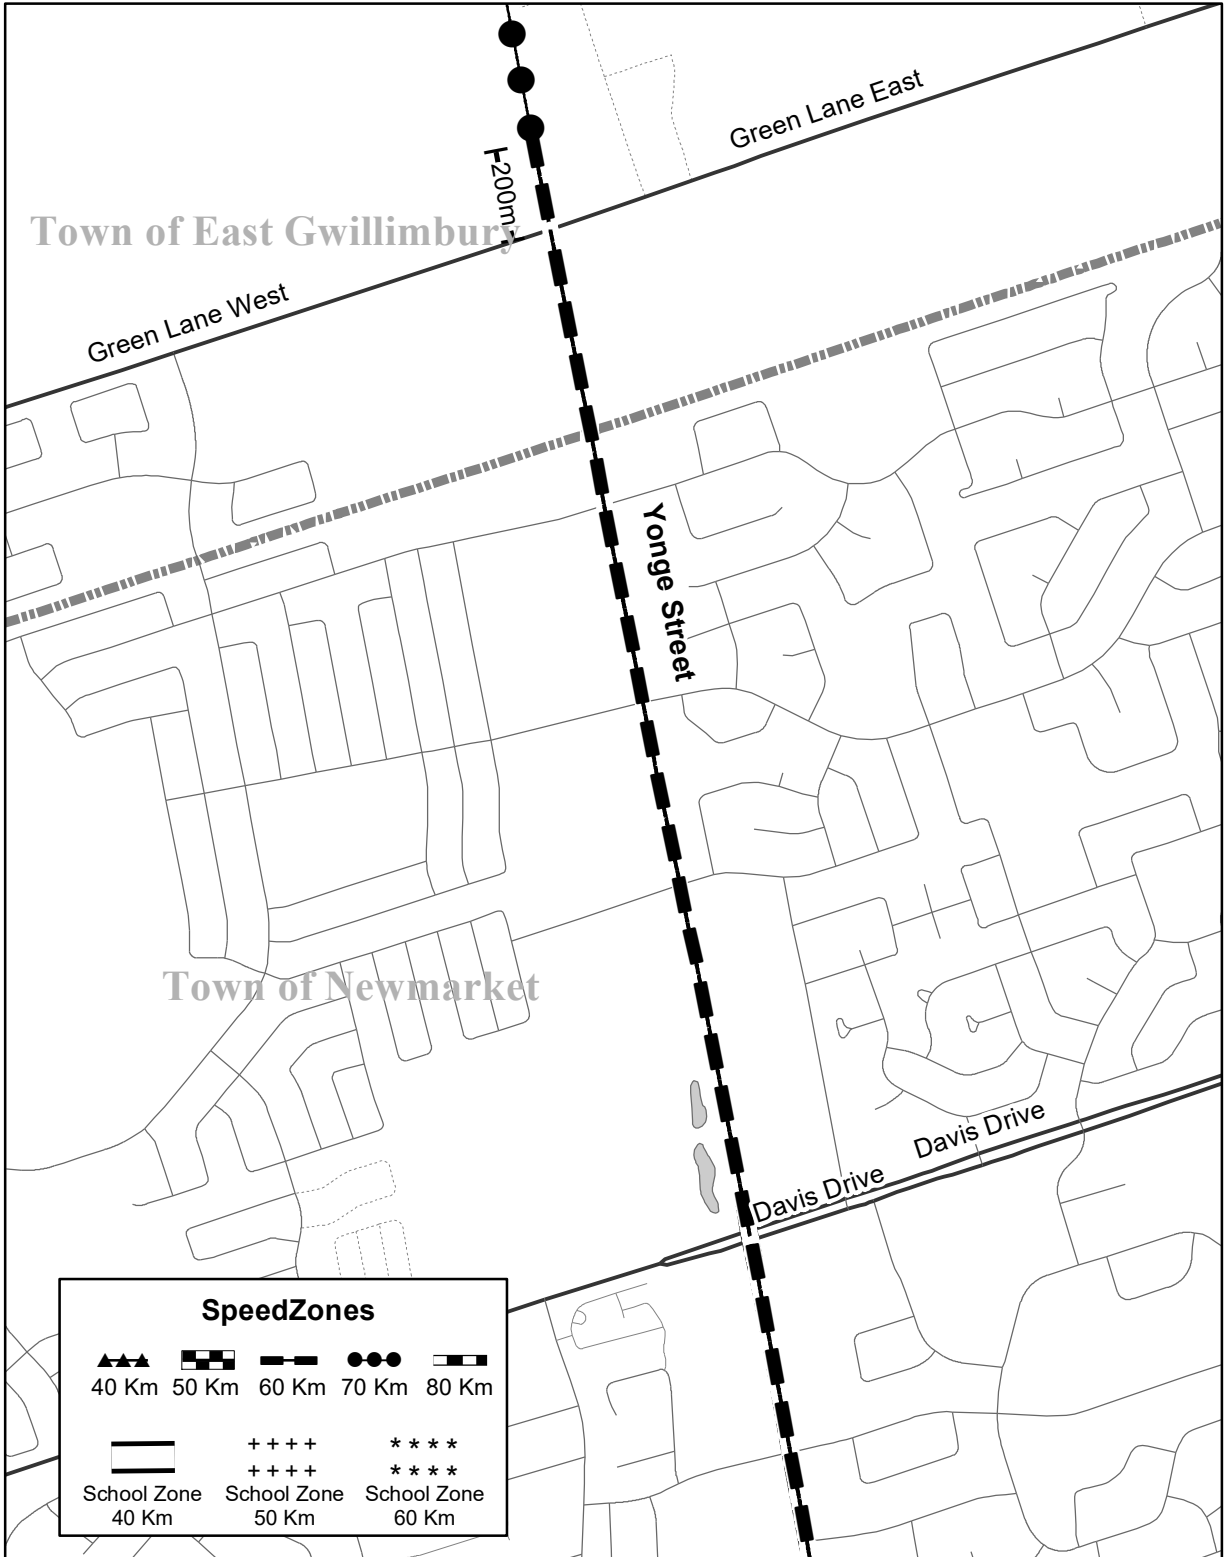 Green Lane East
200m
Town of East Gwillimbury
Green Lane West
Yonge Street
Town of Newmarket
Davis Drive
Davis Drive
SpeedZones
40 Km 50 Km 60 Km 70 Km 80 Km
School Zone School Zone School Zone
40 Km 50 Km 60 Km